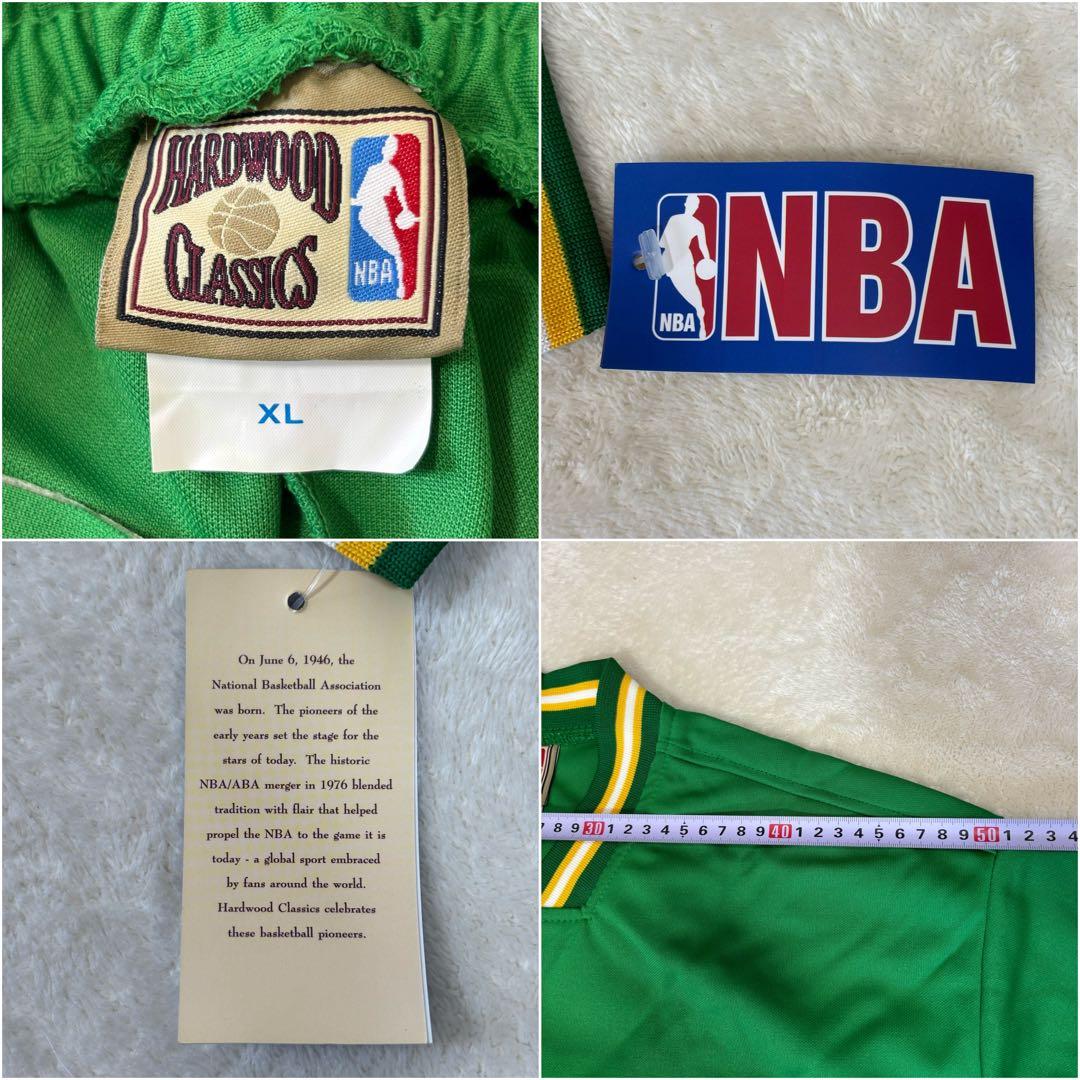 HARDWOOD
CLASSICS
NBA
XL
NBA
NBA
On June 6, 1946, the
National Basketball Association
was born. The pioneers of the
early years set the stage for the
stars of today. The historic
NBA/ABA merger in 1976 blended
tradition with flair that helped
propel the NBA to the game it is
today - a global sport embraced
by fans around the world.
Hardwood Classics celebrates
these basketball pioneers.
7 8 9 30 1 2 3 4 5 6 7 8 9 40 1 2 3 4 5 6 7 8 9 50 1 2 3 4